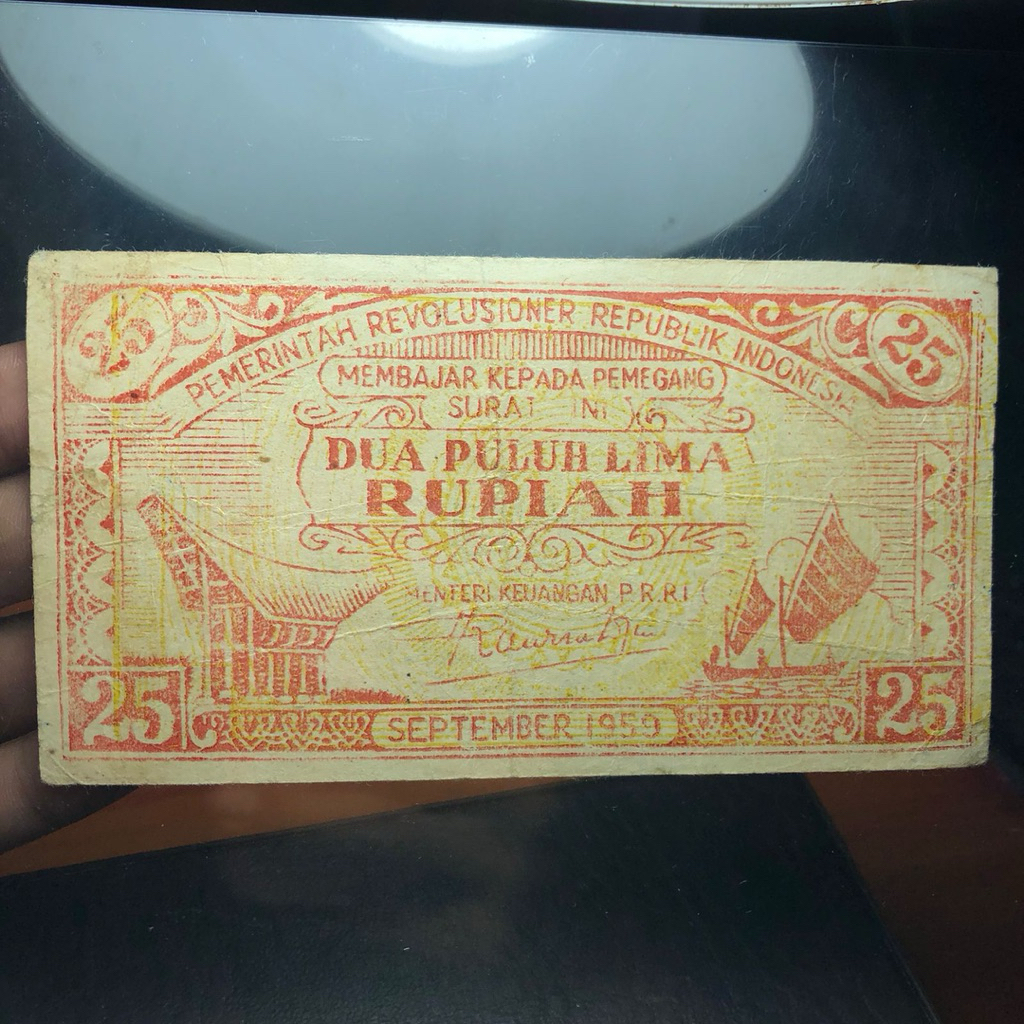 25 25
PEMERINTAH REVOLUSIONER REPUBLIK INDONESIA
MEMBAJAR KEPADA PEMEGANG
SURAT INI
DUA PULUH LIMA
RUPIAH
MENTERI KEUANGAN P.R.R.I
25 25
SEPTEMBER 1959